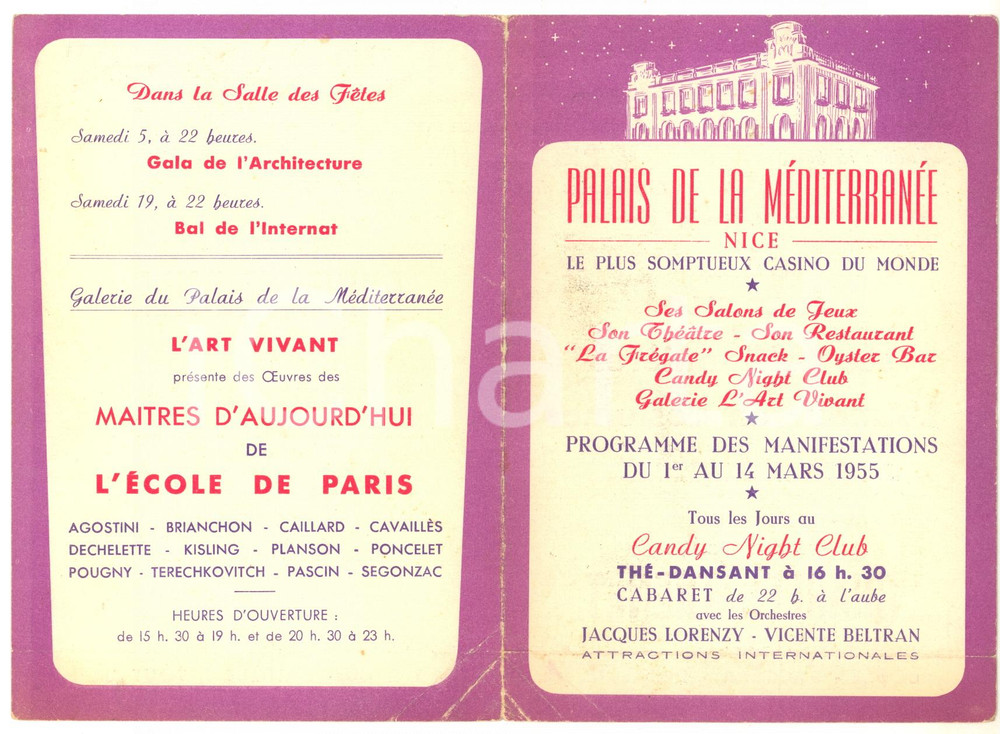 Dans la Salle des Fêtes
Samedi 5, à 22 heures.
Gala de l'Architecture
Samedi 19, à 22 heures.
Bal de l'Internat
Galerie du Palais de la Méditerranée
L'ART VIVANT
présente des Œuvres des
MAITRES D'AUJOURD'HUI
DE
L'ÉCOLE DE PARIS
AGOSTINI - BRIANCHON - CAILLARD - CAVAILLÈS
DECHELETTE - KISLING - PLANSON - PONCELET
POUGNY - TERECHKOVITCH - PASCIN - SEGONZAC
HEURES D'OUVERTURE :
de 15 h. 30 à 19 h. et de 20 h. 30 à 23 h.
PALAIS DE LA MÉDITERRANÉE
NICE
LE PLUS SOMPTUEUX CASINO DU MONDE
Ses Salons de Jeux
Son Théâtre - Son Restaurant
"La Frégate" Snack - Oyster Bar
Candy Night Club
Galerie L'Art Vivant
PROGRAMME DES MANIFESTATIONS
DU 1er AU 14 MARS 1955
Tous les Jours au
Candy Night Club
THÉ-DANSANT à 16 h. 30
CABARET de 22 h. à l'aube
avec les Orchestres
JACQUES LORENZY - VICENTE BELTRAN
ATTRACTIONS INTERNATIONALES